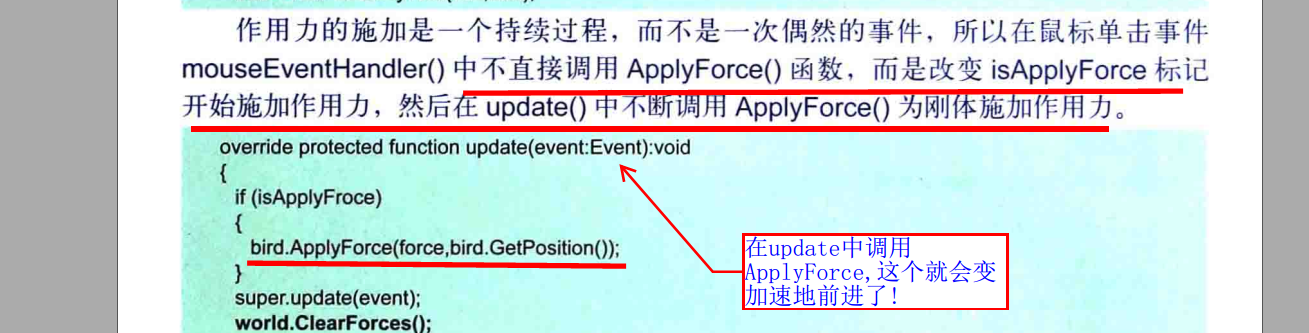 作用力的施加是一个持续过程，而不是一次偶然的事件，所以在鼠标单击事件
mouseEventHandler() 中不直接调用 ApplyForce() 函数，而是改变 isApplyForce 标记
开始施加作用力，然后在 update() 中不断调用 ApplyForce() 为刚体施加作用力。
override protected function update(event:Event):void
{
if (isApplyFroce)
{
bird.ApplyForce(force,bird.GetPosition());
}
super.update(event);
world.ClearForces();
在update中调用
ApplyForce,这个就会变
加速地前进了!